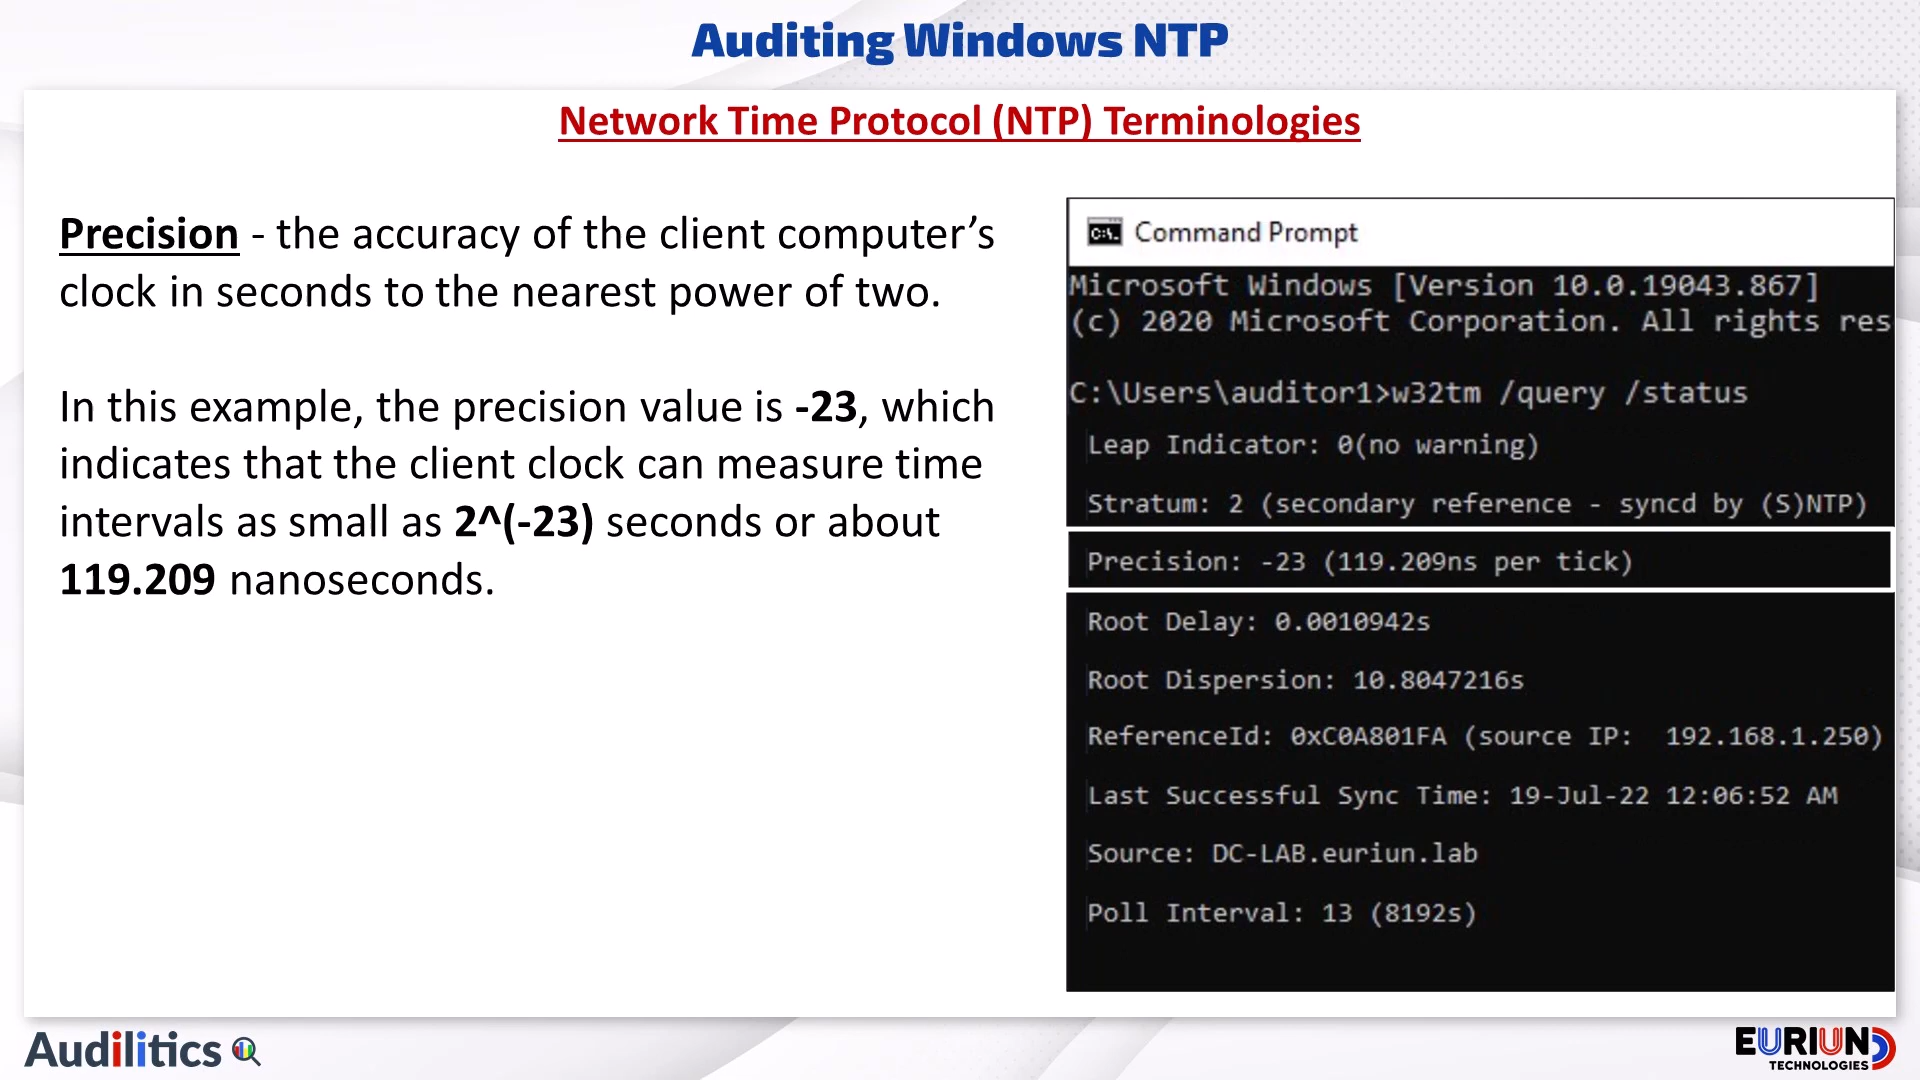 Auditing Windows NTP
Network Time Protocol (NTP) Terminologies
Precision - the accuracy of the client computer’s
clock in seconds to the nearest power of two.
In this example, the precision value is -23, which
indicates that the client clock can measure time
intervals as small as 2^(-23) seconds or about
119.209 nanoseconds.
C:\. Command Prompt
Microsoft Windows [Version 10.0.19043.867]
(c) 2020 Microsoft Corporation. All rights res
C:\Users\auditor1>w32tm /query /status
Leap Indicator: 0(no warning)
Stratum: 2 (secondary reference - syncd by (S)NTP)
Precision: -23 (119.209ns per tick)
Root Delay: 0.0010942s
Root Dispersion: 10.8047216s
ReferenceId: 0xC0A801FA (source IP:  192.168.1.250)
Last Successful Sync Time: 19-Jul-22 12:06:52 AM
Source: DC-LAB.euriun.lab
Poll Interval: 13 (8192s)
Audilitics
EURIUN
TECHNOLOGIES